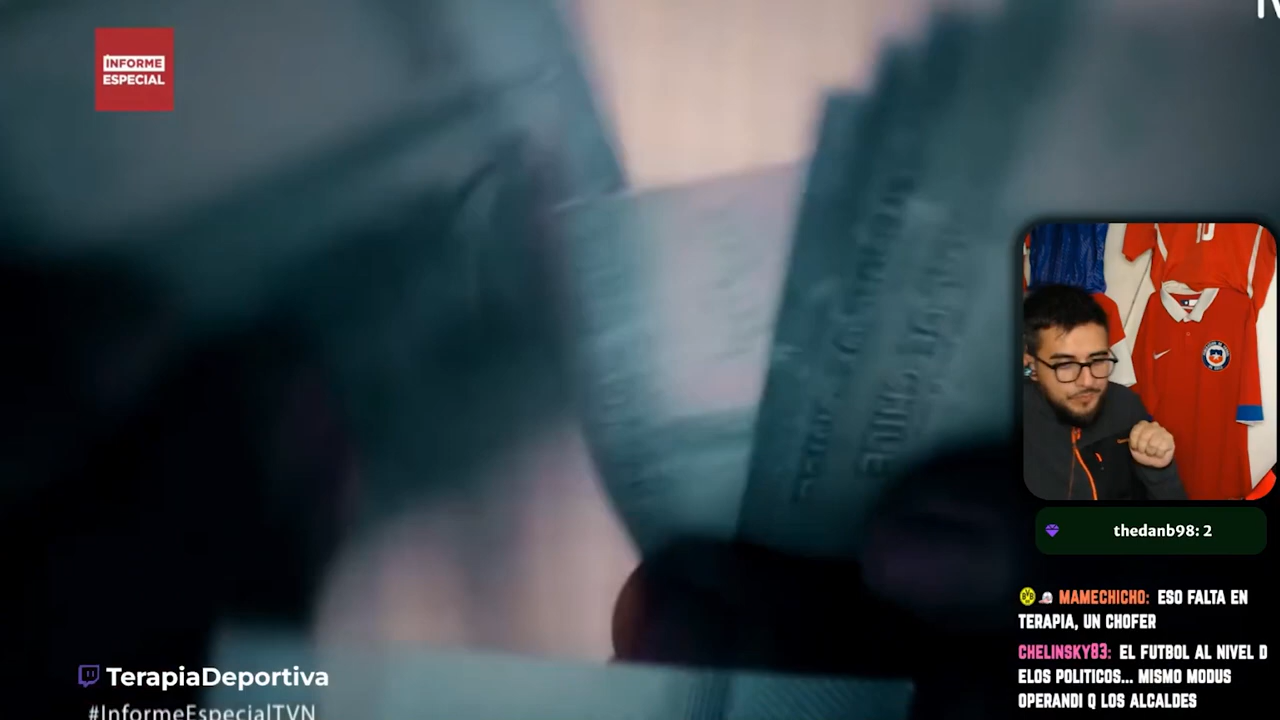 INFORME
ESPECIAL
thedanb98: 2
MAMECHICHO: ESO FALTA EN
TERAPIA, UN CHOFER
CHELINSKY83: EL FUTBOL AL NIVEL D
ELOS POLITICOS... MISMO MODUS
OPERANDI Q LOS ALCALDES
TerapiaDeportiva
#InformeEspecialTVN